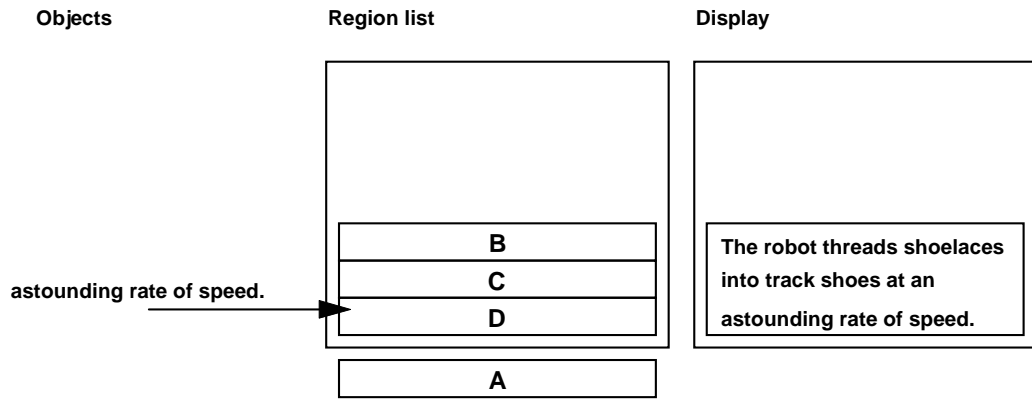 Objects
Region list
Display
B
The robot threads shoelaces
C
into track shoes at an
astounding rate of speed.
D
astounding rate of speed.
A